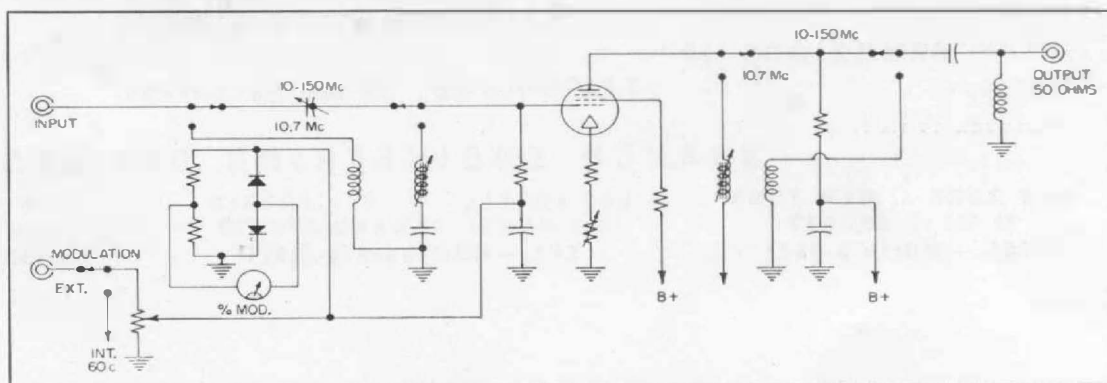 10-150 Mc
10-150 Mc
10.7 Mc
OUTPUT
50 OHMS
INPUT
10.7 Mc
MODULATION
EXT.
% MOD.
B+
B+
INT.
60 c